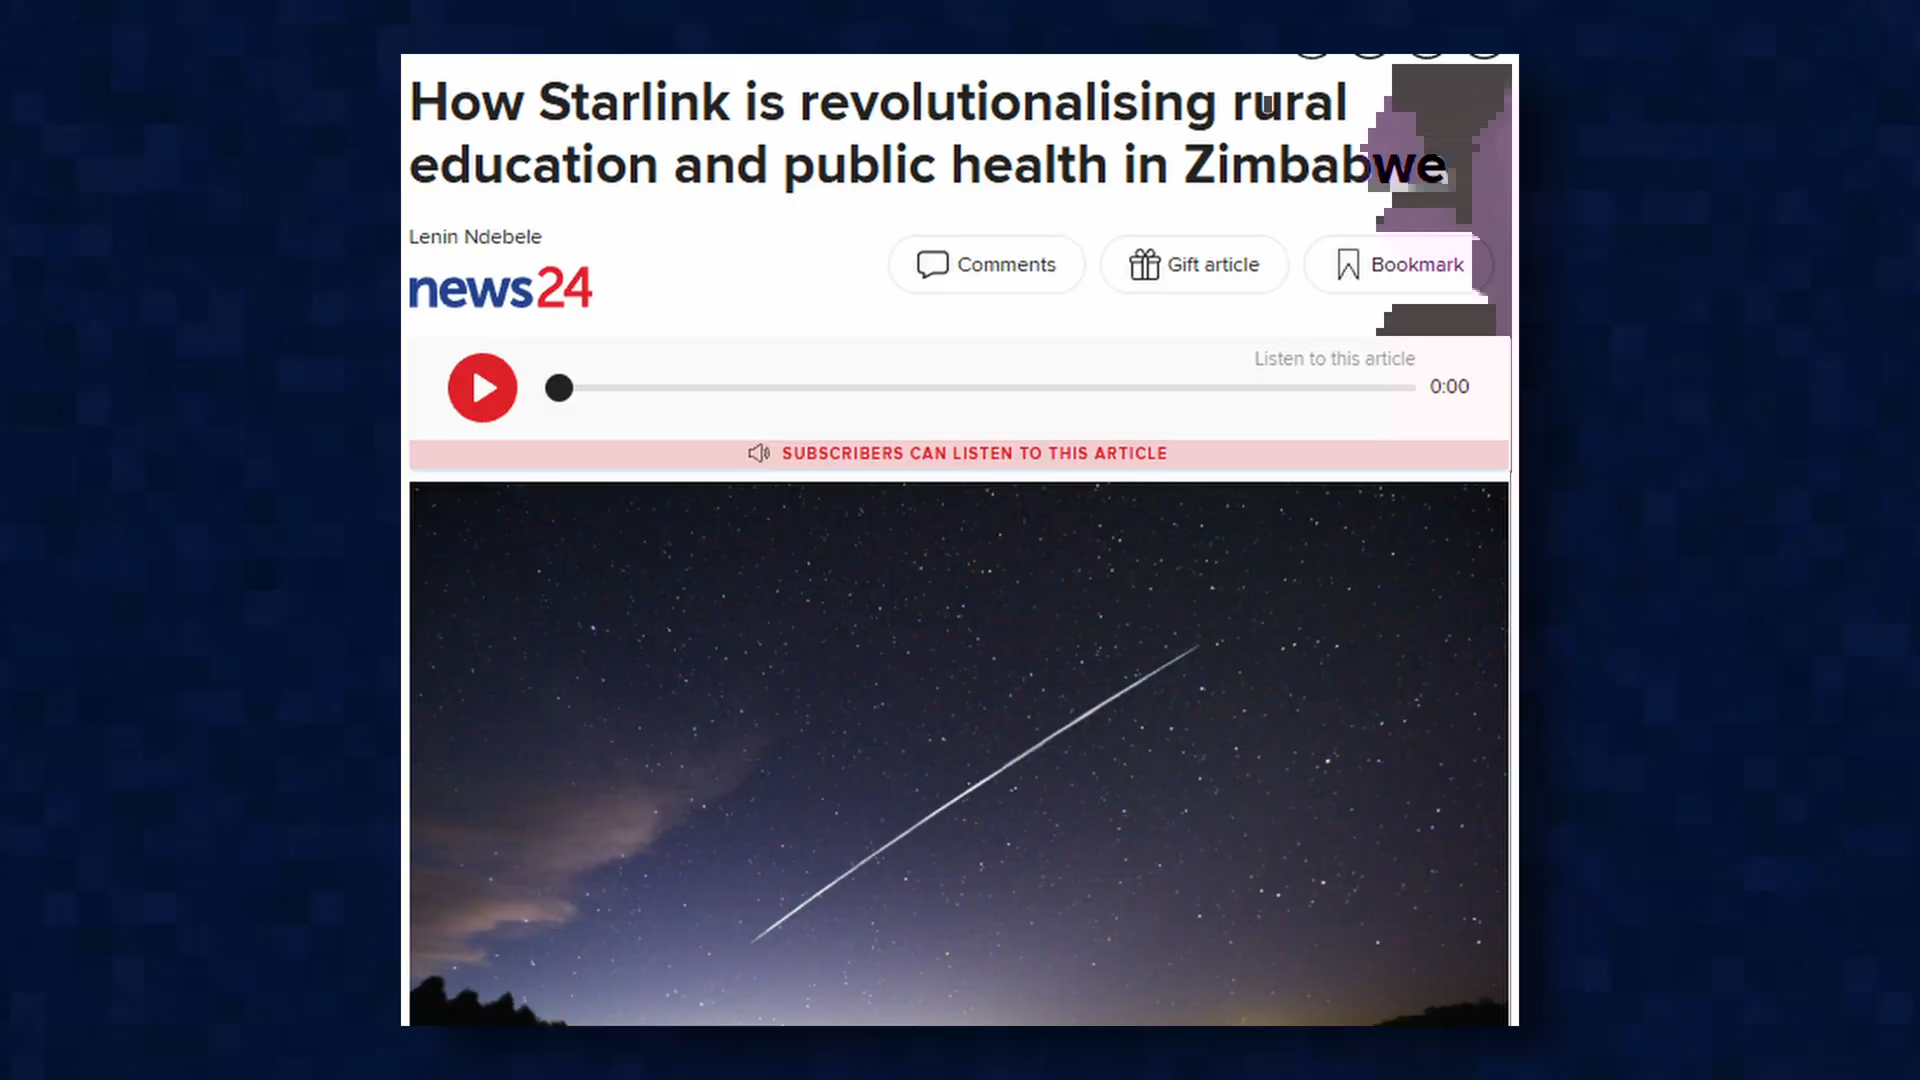 How Starlink is revolutionalising rural
education and public health in Zimbabwe
Lenin Ndebele
news24
Comments
Gift article
Bookmark
Listen to this article
0:00
SUBSCRIBERS CAN LISTEN TO THIS ARTICLE